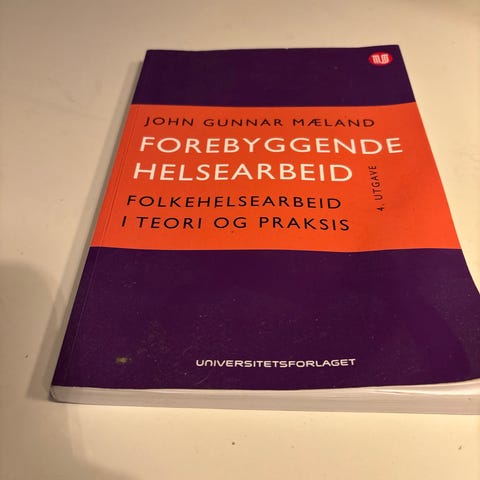 JOHN GUNNAR MÆLAND
FOREBYGGENDE
HELSEARBEID
FOLKEHELSEARBEID
I TEORI OG PRAKSIS
4. UTGAVE
UNIVERSITETSFORLAGET